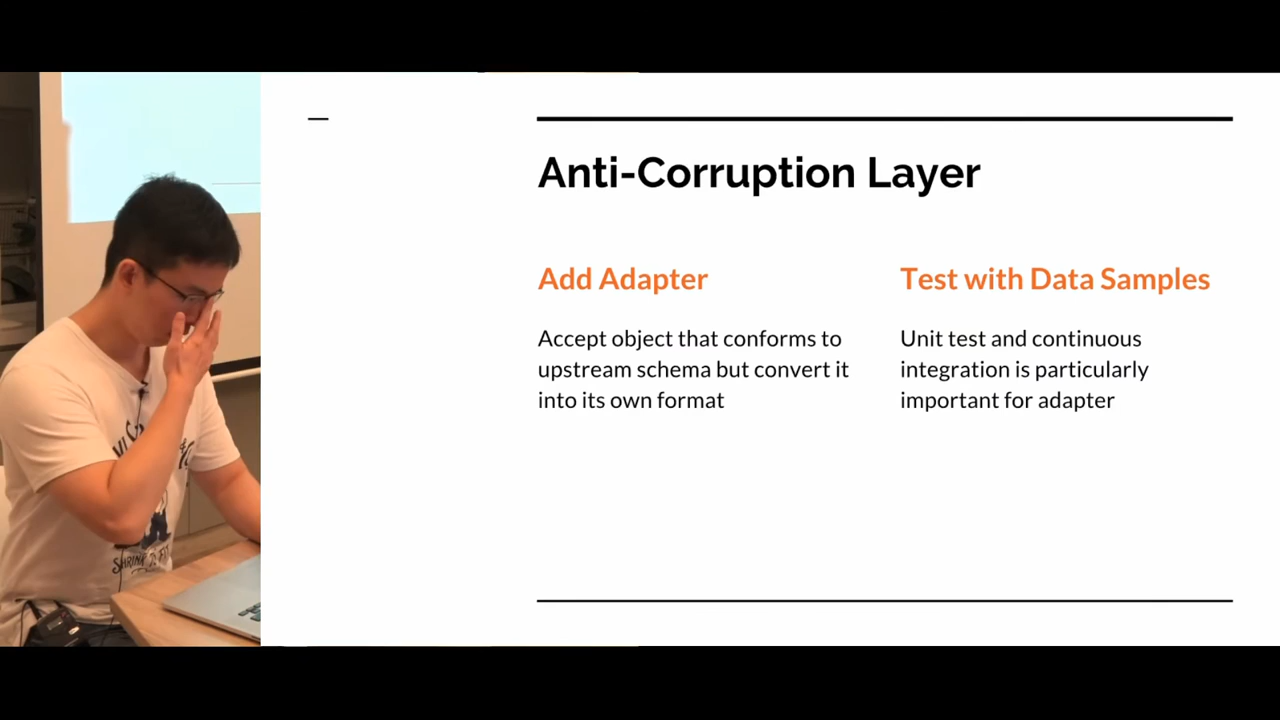 Anti-Corruption Layer
Add Adapter
Accept object that conforms to
upstream schema but convert it
into its own format
Test with Data Samples
Unit test and continuous
integration is particularly
important for adapter